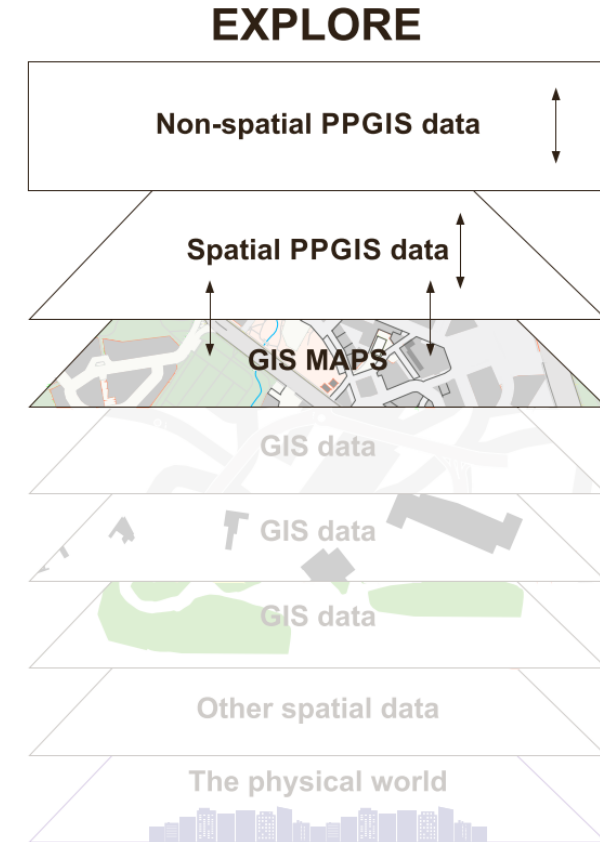 EXPLORE
Non-spatial PPGIS data
Spatial PPGIS data
GIS MAPS
GIS data
GIS data
GIS data
Other spatial data
The physical world